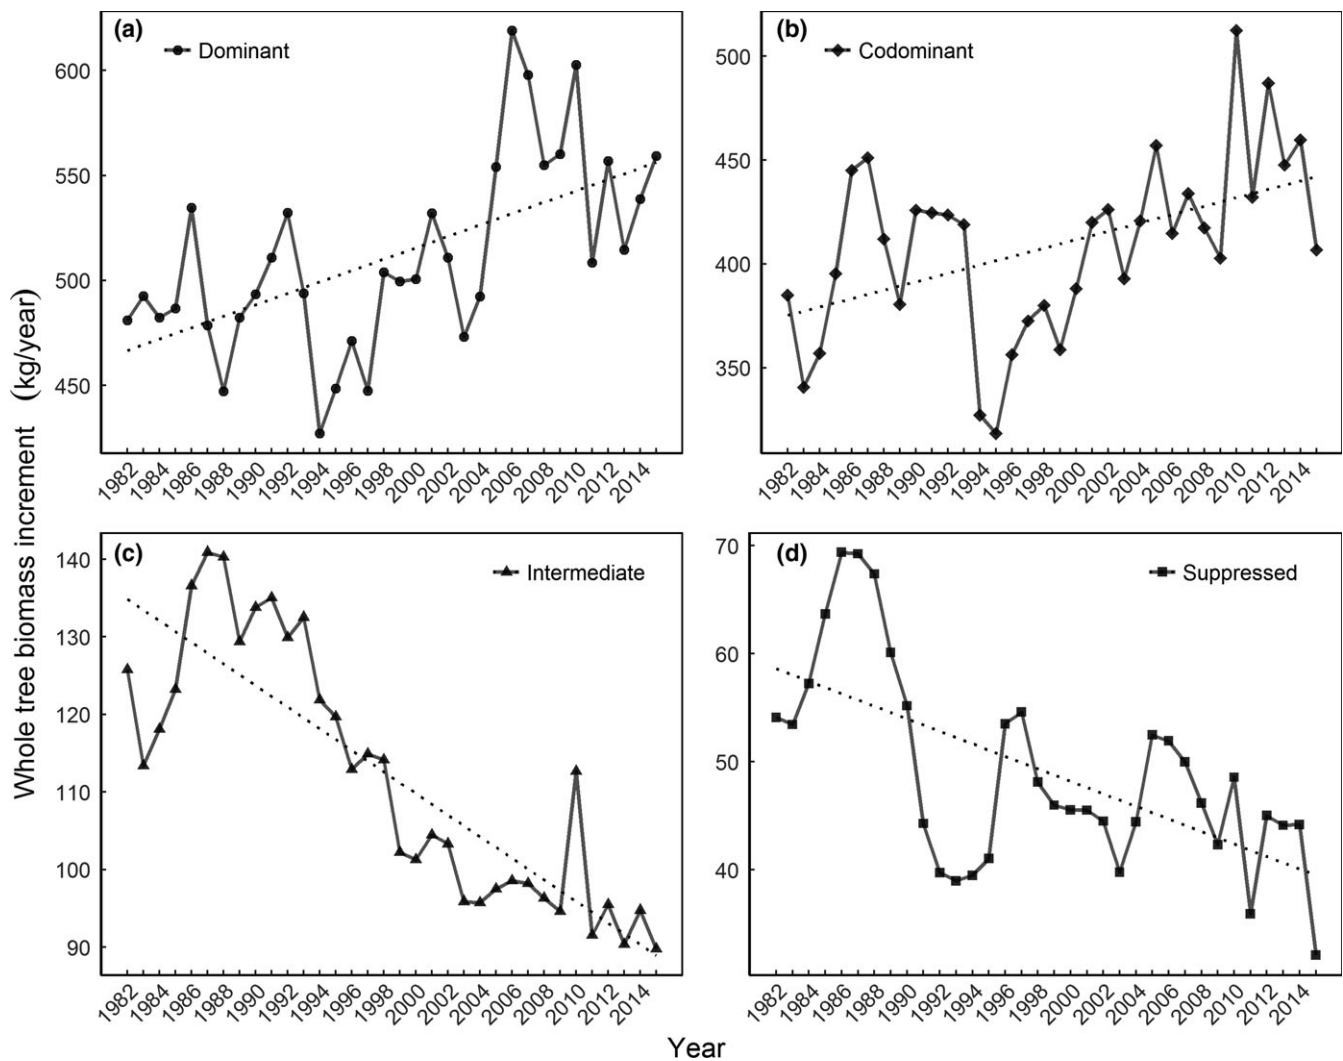 (a)
Dominant
600
550
500
450
1982 1984 1986 1988 1990 1992 1994 1996 1998 2000 2002 2004 2006 2008 2010 2012 2014
(b)
Codominant
500
450
400
350
1982 1984 1986 1988 1990 1992 1994 1996 1998 2000 2002 2004 2006 2008 2010 2012 2014
Whole tree biomass increment (kg/year)
(c)
Intermediate
140
130
120
110
100
90
1982 1984 1986 1988 1990 1992 1994 1996 1998 2000 2002 2004 2006 2008 2010 2012 2014
(d)
Suppressed
70
60
50
40
1982 1984 1986 1988 1990 1992 1994 1996 1998 2000 2002 2004 2006 2008 2010 2012 2014
Year